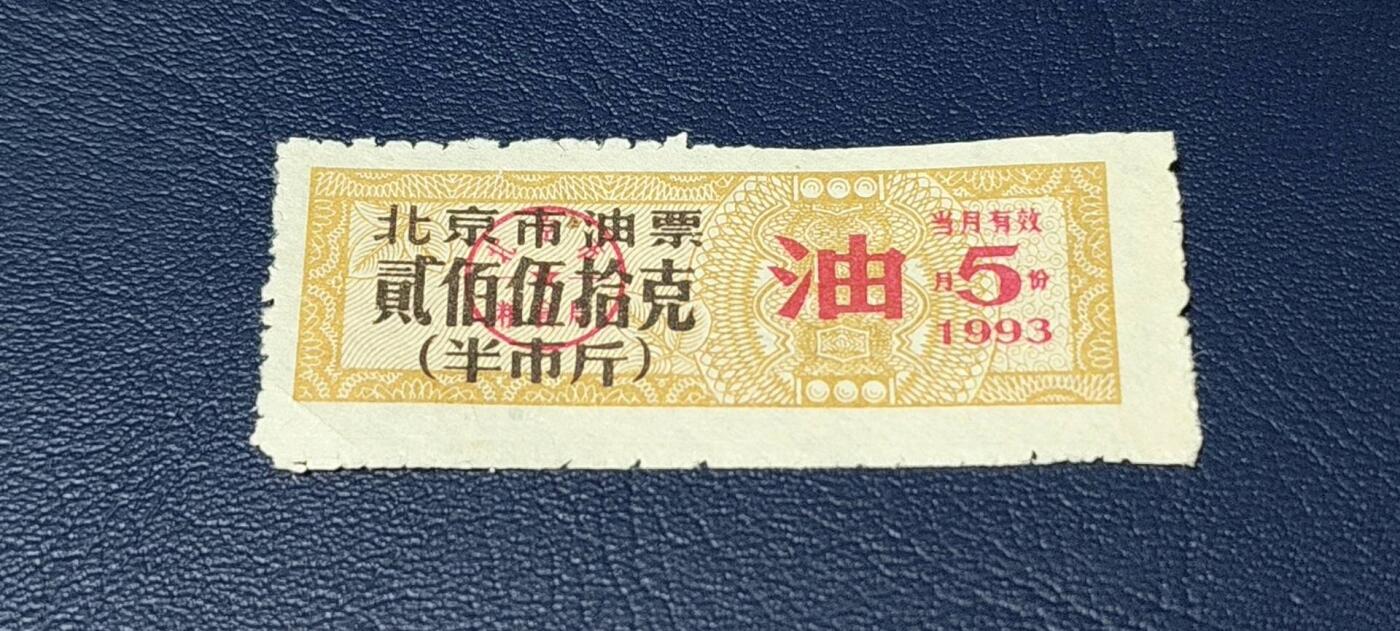 北京市油票
貳佰伍拾克
(半市斤)
油
当月有效
5月份
1993